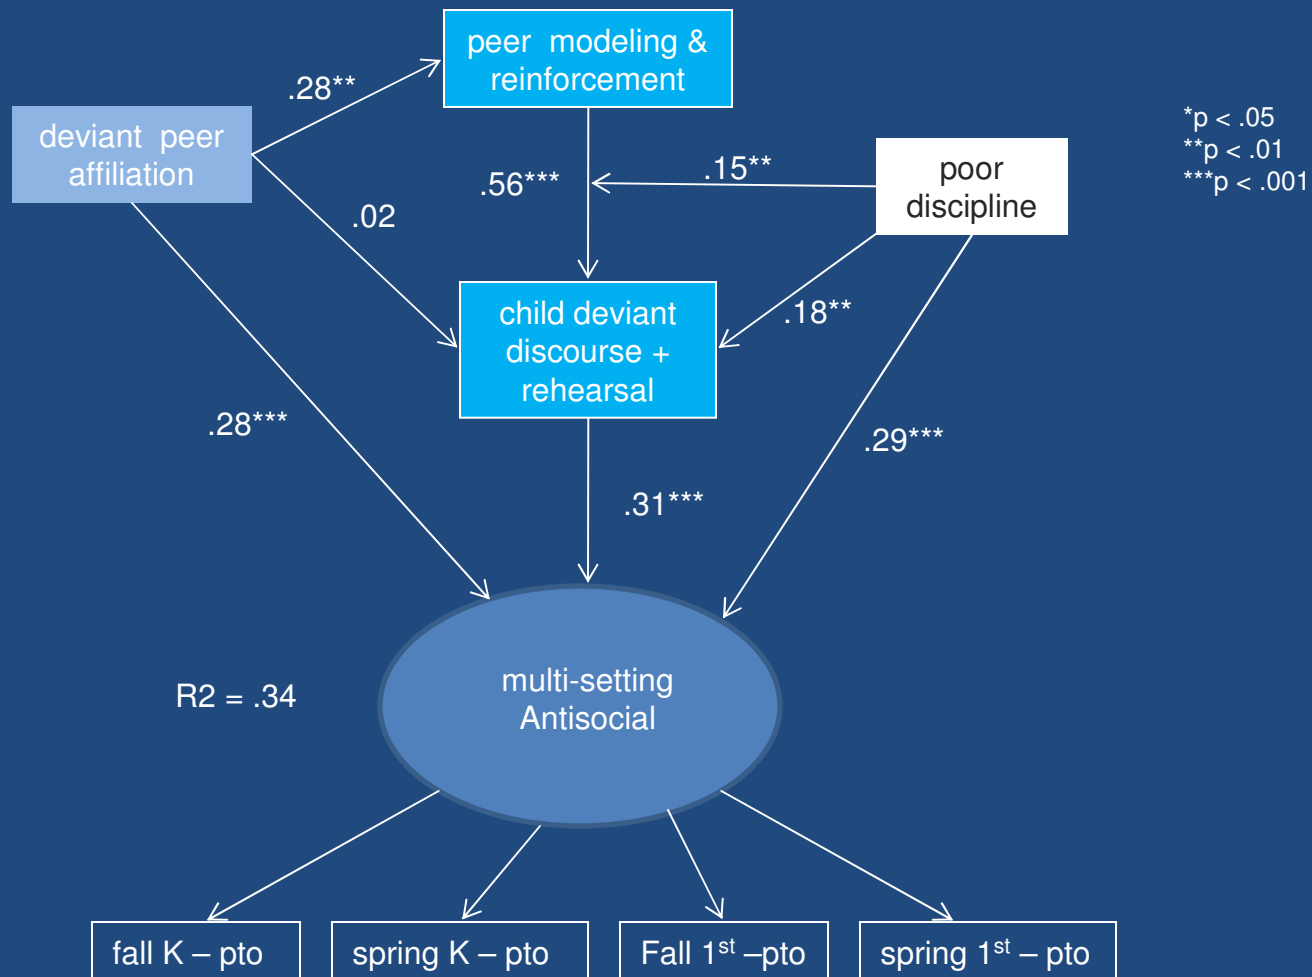 peer  modeling &
reinforcement
.28**
deviant  peer
affiliation
*p < .05
**p < .01
***p < .001
.56***
.15**
poor
discipline
.02
child deviant
discourse +
rehearsal
.18**
.28***
.29***
.31***
R2 = .34
multi-setting
Antisocial
fall K – pto
spring K – pto
Fall 1st –pto
spring 1st – pto